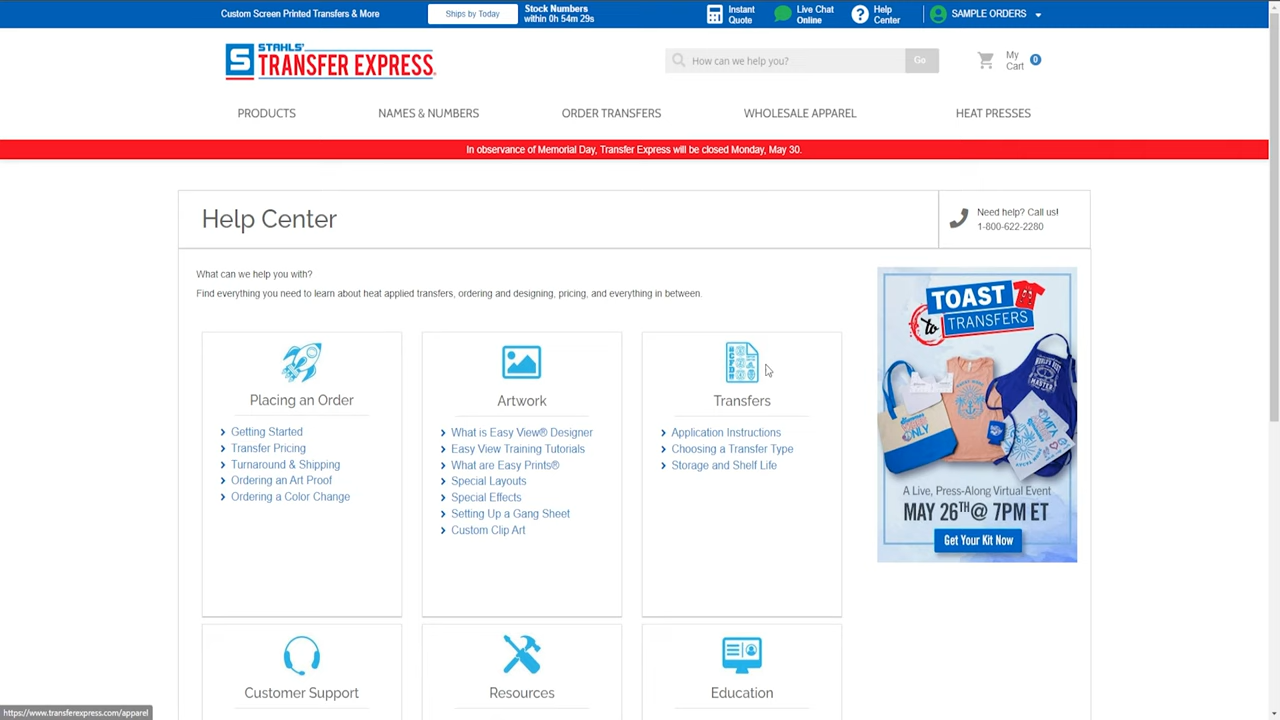 Custom Screen Printed Transfers & More
Ships by Today
Stock Numbers
within 0h 54m 29s
Instant
Quote
Live Chat
Online
Help
Center
SAMPLE ORDERS
STAHLS'
TRANSFER EXPRESS.
How can we help you?
Go
My
Cart
0
PRODUCTS
NAMES & NUMBERS
ORDER TRANSFERS
WHOLESALE APPAREL
HEAT PRESSES
In observance of Memorial Day, Transfer Express will be closed Monday, May 30.
Help Center
Need help? Call us!
1-800-622-2280
What can we help you with?
Find everything you need to learn about heat applied transfers, ordering and designing, pricing, and everything in between.
Placing an Order
Getting Started
Transfer Pricing
Turnaround & Shipping
Ordering an Art Proof
Ordering a Color Change
Artwork
What is Easy View® Designer
Easy View Training Tutorials
What are Easy Prints®
Special Layouts
Special Effects
Setting Up a Gang Sheet
Custom Clip Art
Transfers
Application Instructions
Choosing a Transfer Type
Storage and Shelf Life
TOAST
to TRANSFERS
ONLY
A Live, Press-Along Virtual Event
MAY 26TH @ 7PM ET
Get Your Kit Now
Customer Support
Resources
Education
https://www.transferexpress.com/apparel